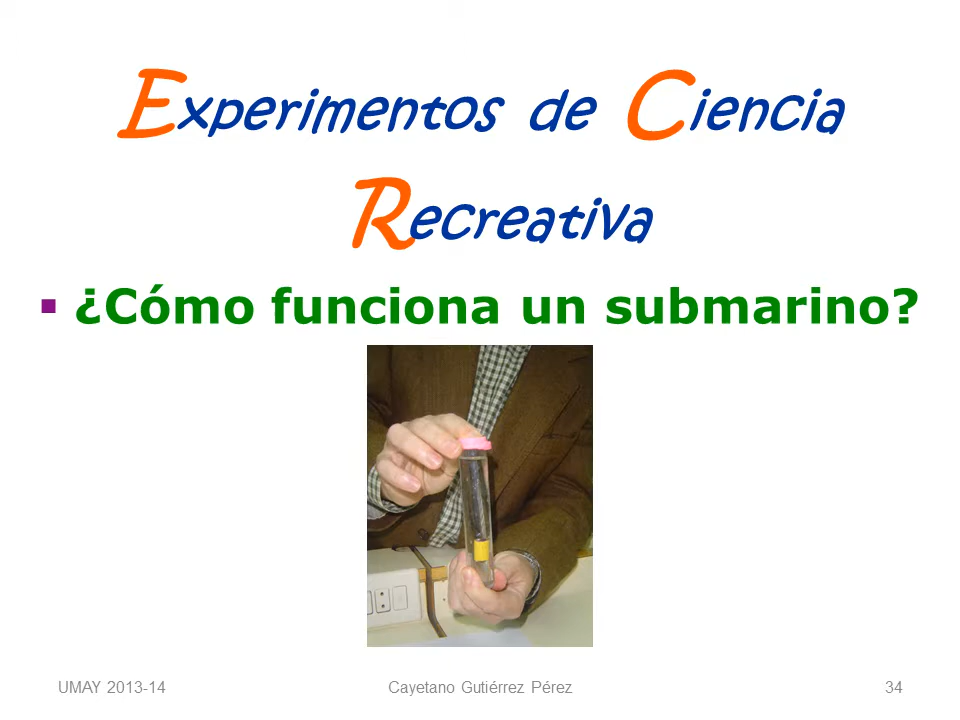 Experimentos de Ciencia
Recreativa
¿Cómo funciona un submarino?
UMAY 2013-14
Cayetano Gutiérrez Pérez
34